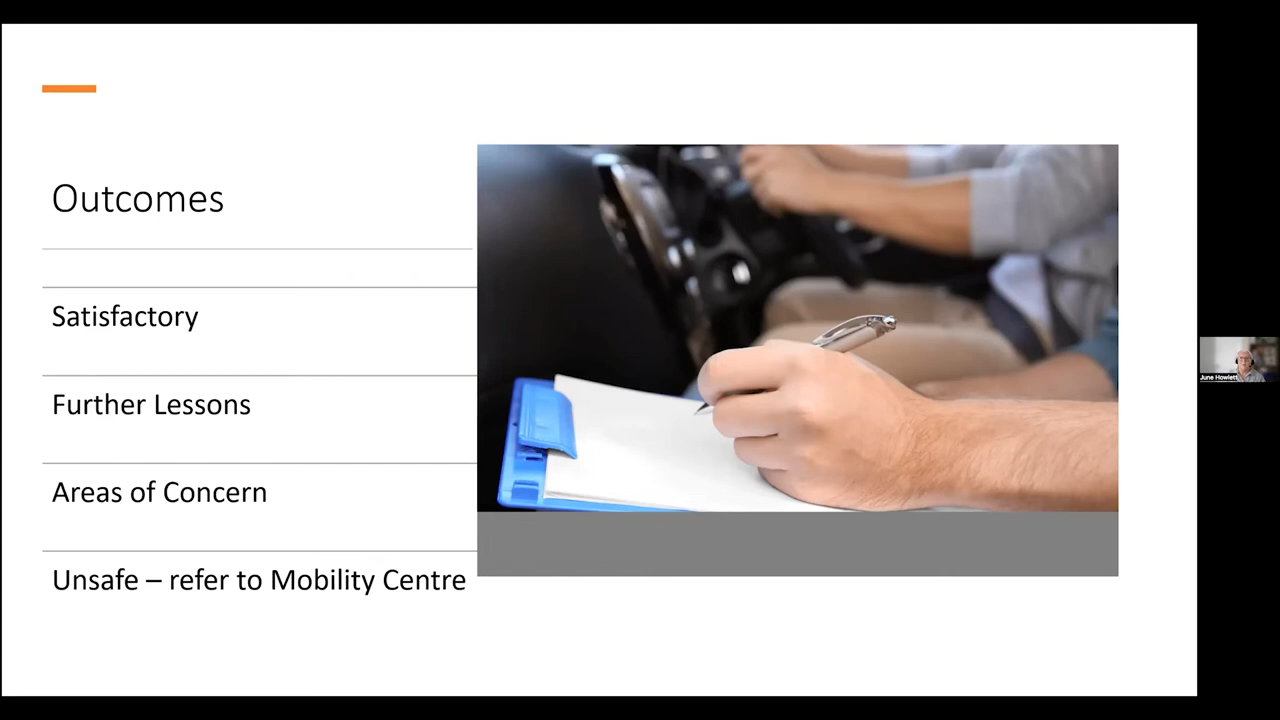 Outcomes
Satisfactory
Further Lessons
Areas of Concern
Unsafe – refer to Mobility Centre
June Howlett